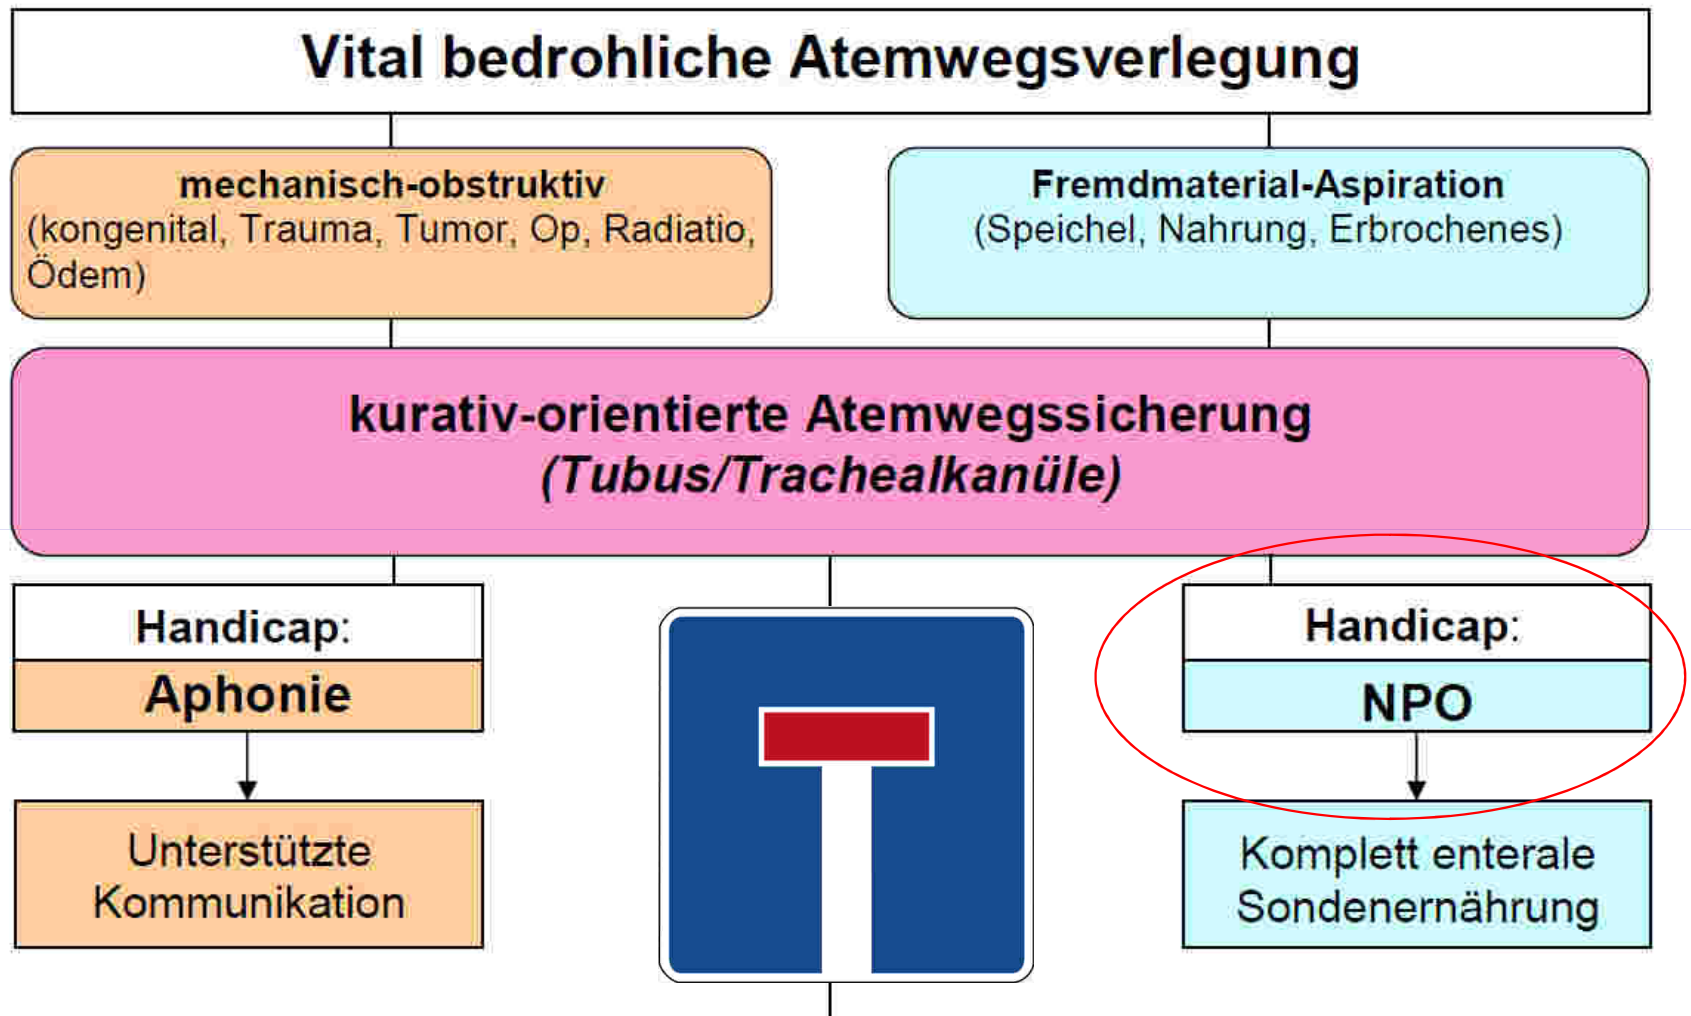 Vital bedrohliche Atemwegsverlegung
mechanisch-obstruktiv
(kongenital, Trauma, Tumor, Op, Radiatio,
Ödem)
Fremdmaterial-Aspiration
(Speichel, Nahrung, Erbrochenes)
kurativ-orientierte Atemwegssicherung
(Tubus/Trachealkanüle)
Handicap:
Aphonie
Unterstützte
Kommunikation
Handicap:
NPO
Komplett enterale
Sondenernährung